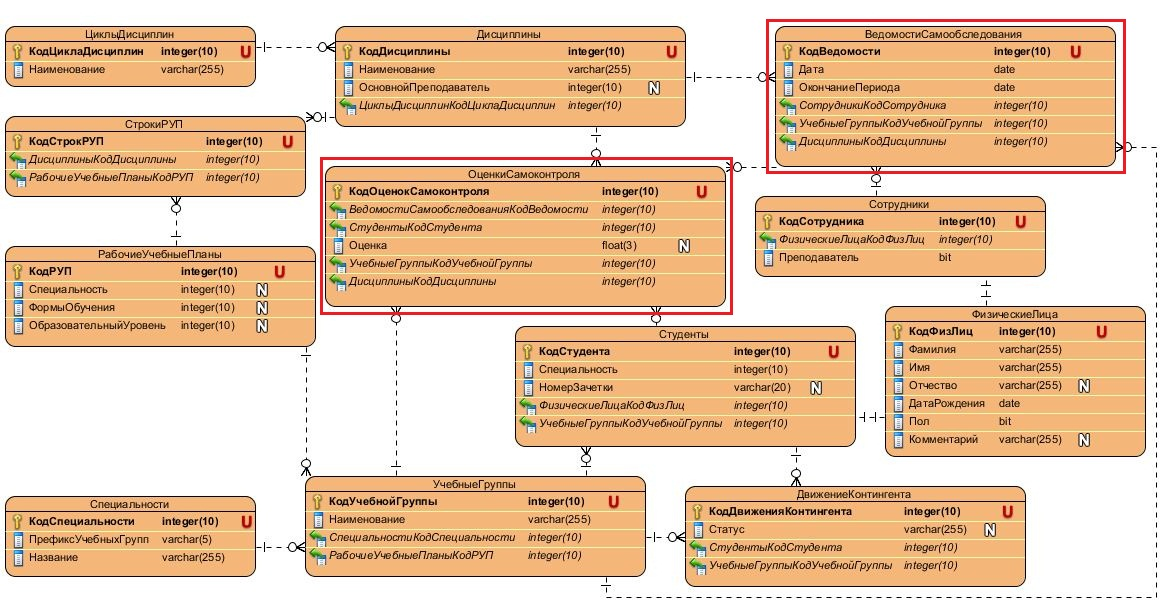 ЦиклыДисциплин
КодЦиклаДисциплин integer(10) U
Наименование varchar(255)
Дисциплины
КодДисциплины integer(10) U
Наименование varchar(255)
ОсновнойПреподаватель integer(10) N
ЦиклыДисциплинКодЦиклаДисциплин integer(10)
ВедомостиСамообследования
КодВедомости integer(10) U
Дата date
ОкончаниеПериода date
СотрудникиКодСотрудника integer(10)
УчебныеГруппыКодУчебнойГруппы integer(10)
ДисциплиныКодДисциплины integer(10)
СтрокиРУП
КодСтрокРУП integer(10) U
ДисциплиныКодДисциплины integer(10)
РабочиеУчебныеПланыКодРУП integer(10)
ОценкиСамоконтроля
КодОценокСамоконтроля integer(10) U
ВедомостиСамообследованияКодВедомости integer(10)
СтудентыКодСтудента integer(10)
Оценка float(3) N
УчебныеГруппыКодУчебнойГруппы integer(10)
ДисциплиныКодДисциплины integer(10)
Сотрудники
КодСотрудника integer(10) U
ФизическиеЛицаКодФизЛиц integer(10)
Преподаватель bit
РабочиеУчебныеПланы
КодРУП integer(10) U
Специальность integer(10) N
ФормыОбучения integer(10) N
ОбразовательныйУровень integer(10) N
Студенты
КодСтудента integer(10) U
Специальность integer(10)
НомерЗачетки varchar(20) N
ФизическиеЛицаКодФизЛиц integer(10)
УчебныеГруппыКодУчебнойГруппы integer(10)
ФизическиеЛица
КодФизЛиц integer(10) U
Фамилия varchar(255)
Имя varchar(255)
Отчество varchar(255) N
ДатаРождения date
Пол bit
Комментарий varchar(255) N
Специальности
КодСпециальности integer(10) U
ПрефиксУчебныхГрупп varchar(5)
Название varchar(255)
УчебныеГруппы
КодУчебнойГруппы integer(10) U
Наименование varchar(255)
СпециальностиКодСпециальности integer(10)
РабочиеУчебныеПланыКодРУП integer(10)
ДвижениеКонтингента
КодДвиженияКонтингента integer(10) U
Статус varchar(255) N
СтудентыКодСтудента integer(10)
УчебныеГруппыКодУчебнойГруппы integer(10)